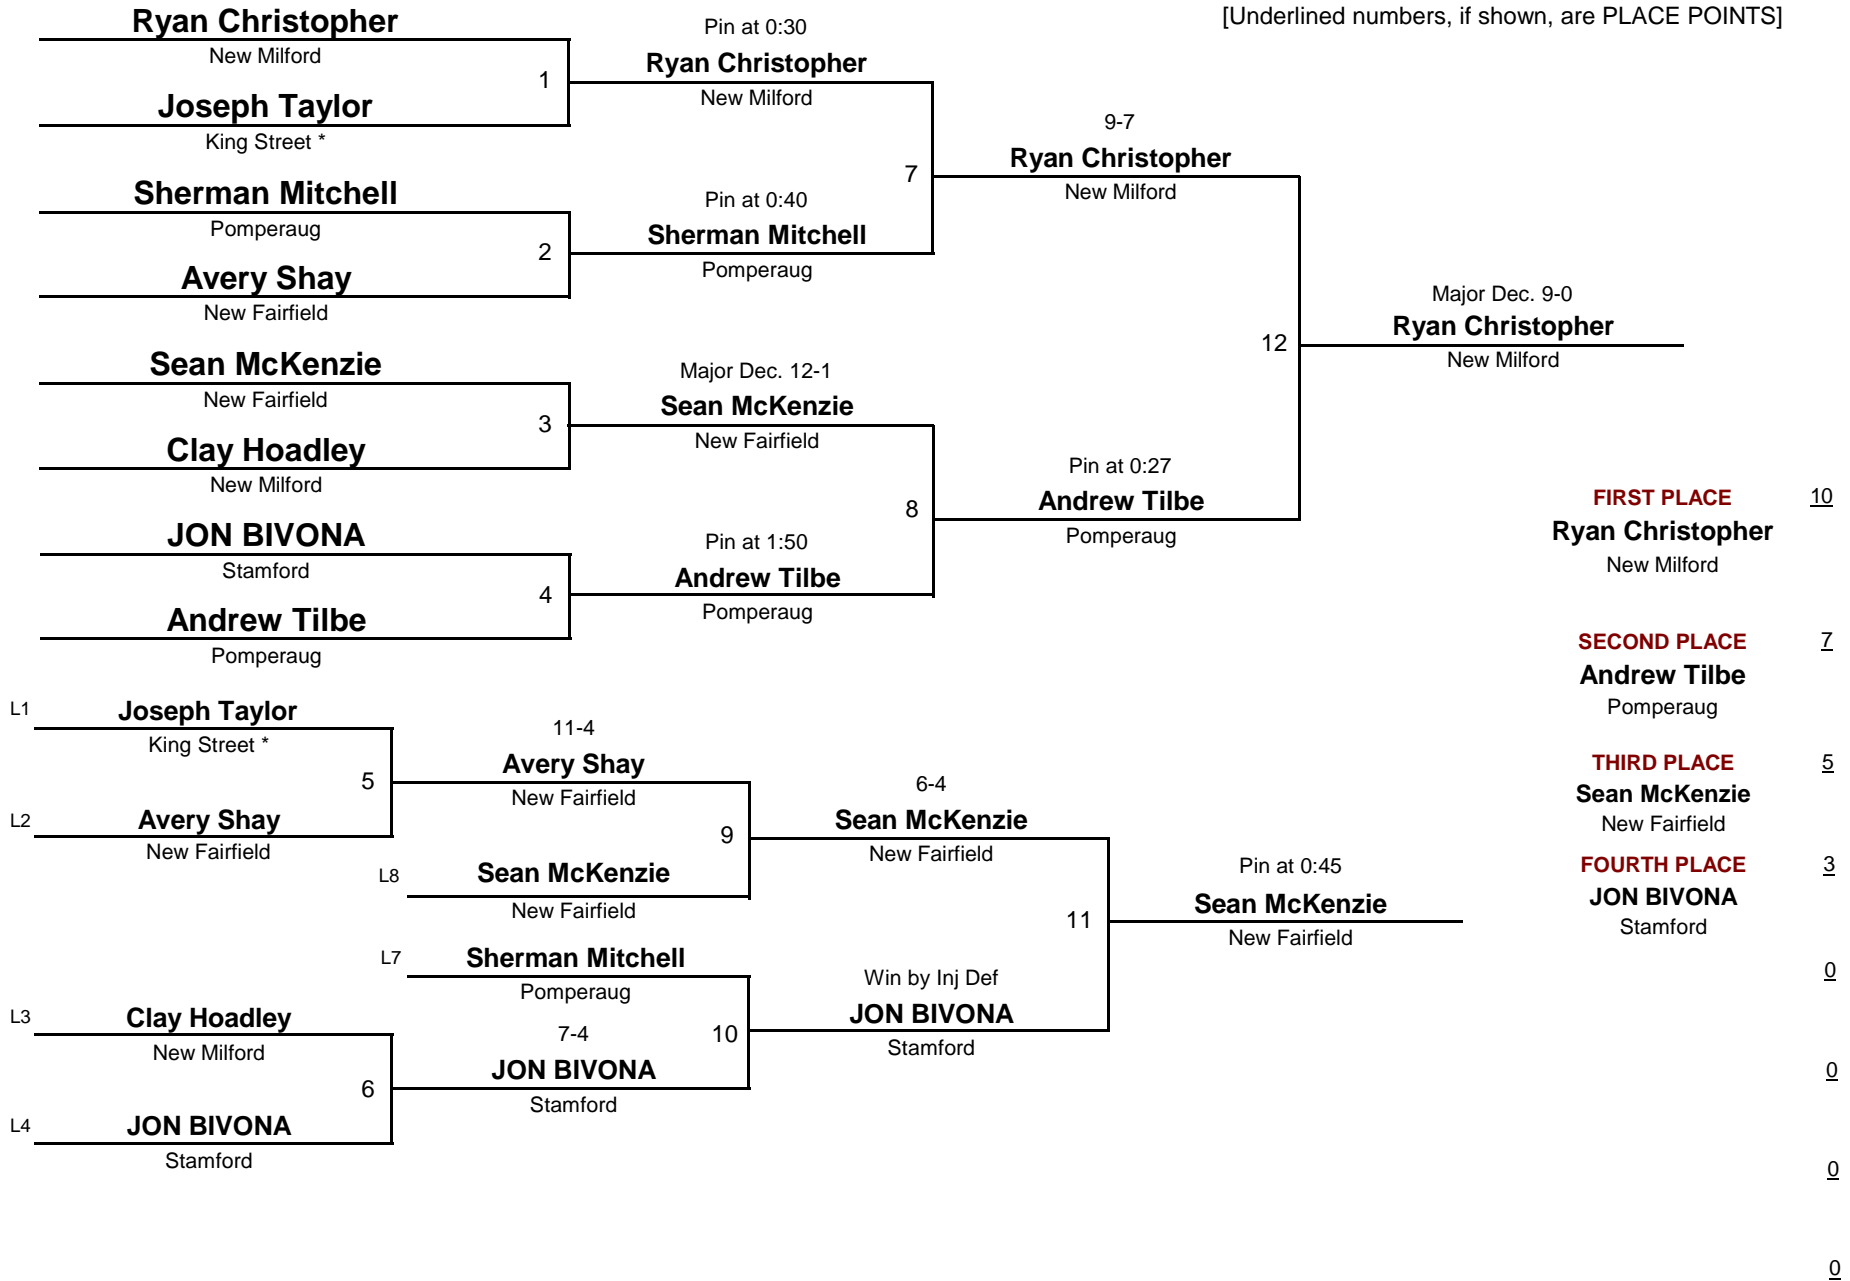 [Underlined numbers, if shown, are PLACE POINTS]
Ryan Christopher
New Milford
1
Joseph Taylor
King Street *
Sherman Mitchell
Pomperaug
2
Avery Shay
New Fairfield
Sean McKenzie
New Fairfield
3
Clay Hoadley
New Milford
JON BIVONA
Stamford
4
Andrew Tilbe
Pomperaug
Pin at 0:30
Ryan Christopher
New Milford
7
Pin at 0:40
Sherman Mitchell
Pomperaug
Major Dec. 12-1
Sean McKenzie
New Fairfield
8
Pin at 1:50
Andrew Tilbe
Pomperaug
9-7
Ryan Christopher
New Milford
12
Pin at 0:27
Andrew Tilbe
Pomperaug
Major Dec. 9-0
Ryan Christopher
New Milford
L1
Joseph Taylor
King Street *
5
L2
Avery Shay
New Fairfield
L3
Clay Hoadley
New Milford
6
L4
JON BIVONA
Stamford
11-4
Avery Shay
New Fairfield
9
L8
Sean McKenzie
New Fairfield
L7
Sherman Mitchell
Pomperaug
10
7-4
JON BIVONA
Stamford
6-4
Sean McKenzie
New Fairfield
11
Win by Inj Def
JON BIVONA
Stamford
Pin at 0:45
Sean McKenzie
New Fairfield
FIRST PLACE 10
Ryan Christopher
New Milford
SECOND PLACE 7
Andrew Tilbe
Pomperaug
THIRD PLACE 5
Sean McKenzie
New Fairfield
FOURTH PLACE 3
JON BIVONA
Stamford
0
0
0
0